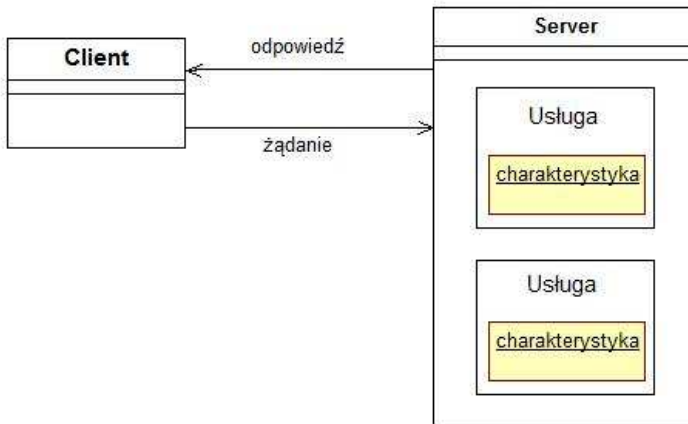 Client
odpowiedź
żądanie
Server
Usługa
charakterystyka
Usługa
charakterystyka